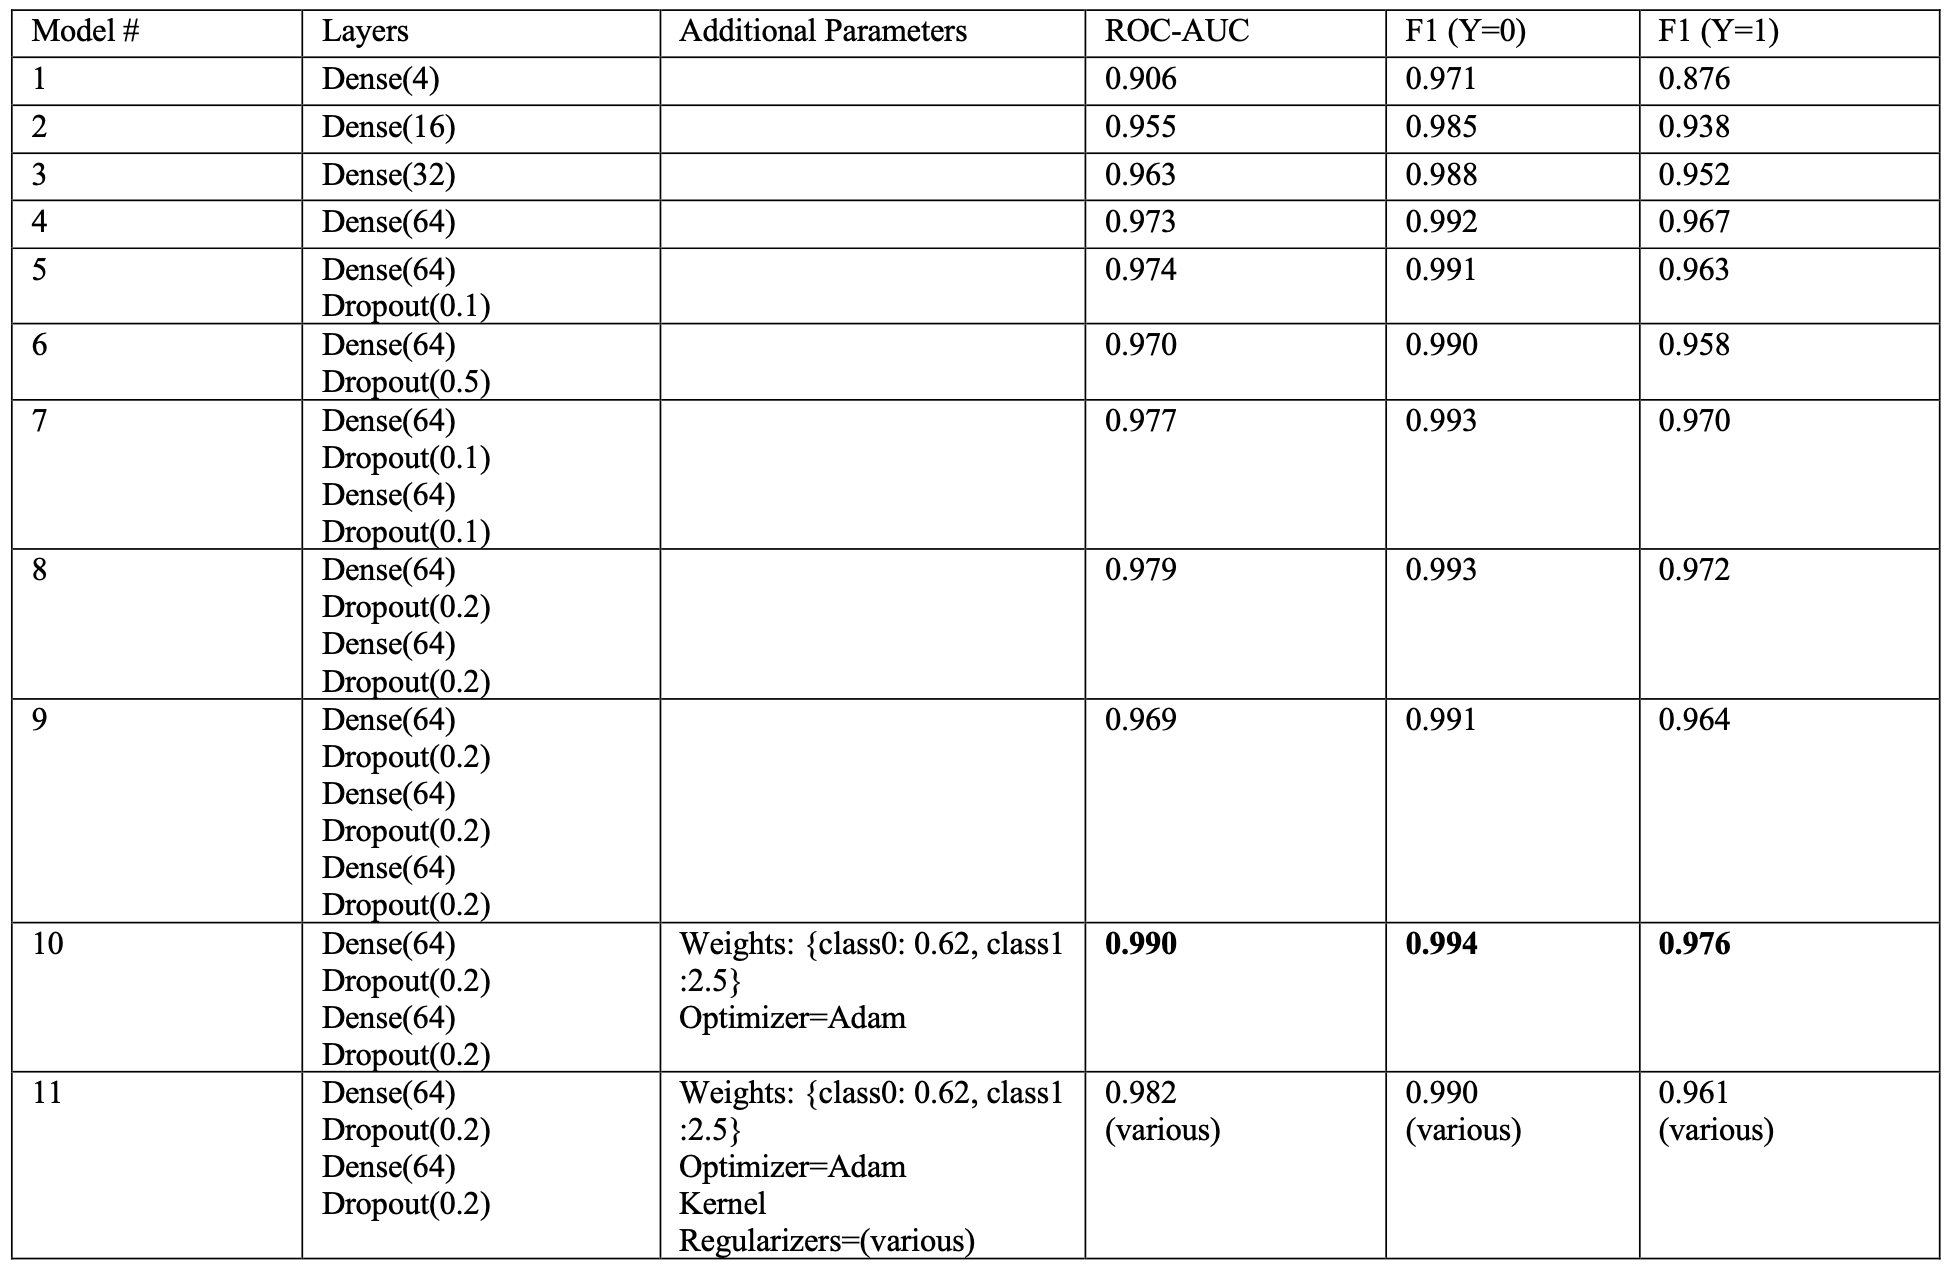 Model # Layers Additional Parameters ROC-AUC F1 (Y=0) F1 (Y=1)
1 Dense(4) 0.906 0.971 0.876
2 Dense(16) 0.955 0.985 0.938
3 Dense(32) 0.963 0.988 0.952
4 Dense(64) 0.973 0.992 0.967
5 Dense(64) 0.974 0.991 0.963
Dropout(0.1)
6 Dense(64) 0.970 0.990 0.958
Dropout(0.5)
7 Dense(64) 0.977 0.993 0.970
Dropout(0.1)
Dense(64)
Dropout(0.1)
8 Dense(64) 0.979 0.993 0.972
Dropout(0.2)
Dense(64)
Dropout(0.2)
9 Dense(64) 0.969 0.991 0.964
Dropout(0.2)
Dense(64)
Dropout(0.2)
Dense(64)
Dropout(0.2)
10 Dense(64) Weights: {class0: 0.62, class1 0.990 0.994 0.976
Dropout(0.2) :2.5}
Dense(64) Optimizer=Adam
Dropout(0.2)
11 Dense(64) Weights: {class0: 0.62, class1 0.982 0.990 0.961
Dropout(0.2) :2.5} (various) (various) (various)
Dense(64) Optimizer=Adam
Dropout(0.2) Kernel
Regularizers=(various)